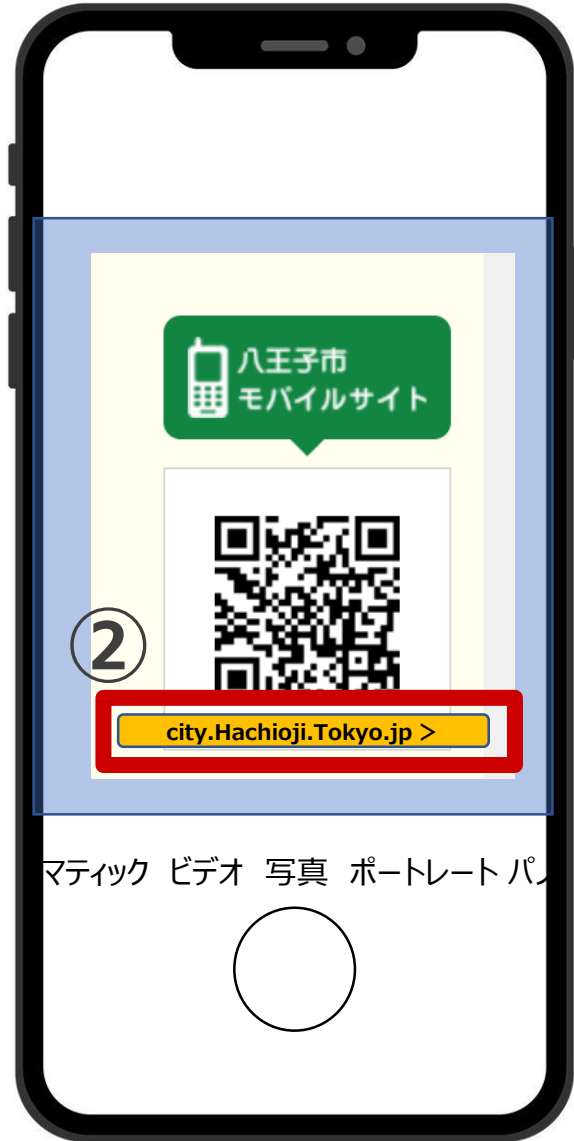 八王子市
モバイルサイト
②
city.Hachioji.Tokyo.jp >
マティック ビデオ 写真 ポートレート パノ